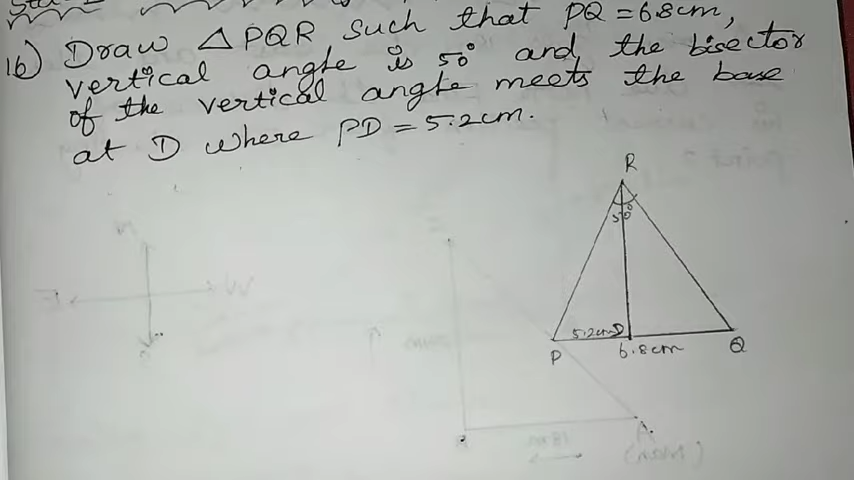 16) Draw △ PQR such that PQ = 6.8cm,
vertical angle is 50° and the bisector
of the vertical angle meets the base
at D where PD = 5.2cm.
R
50°
5.2cm D
P 6.8cm Q